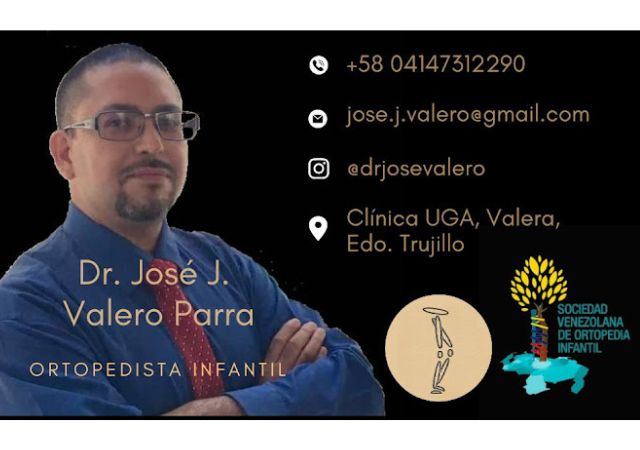 +58 04147312290
jose.j.valero@gmail.com
@drjosevalero
Clínica UGA, Valera,
Edo. Trujillo
Dr. José J.
Valero Parra
ORTOPEDISTA INFANTIL
SOCIEDAD
VENEZOLANA
DE ORTOPEDIA
INFANTIL